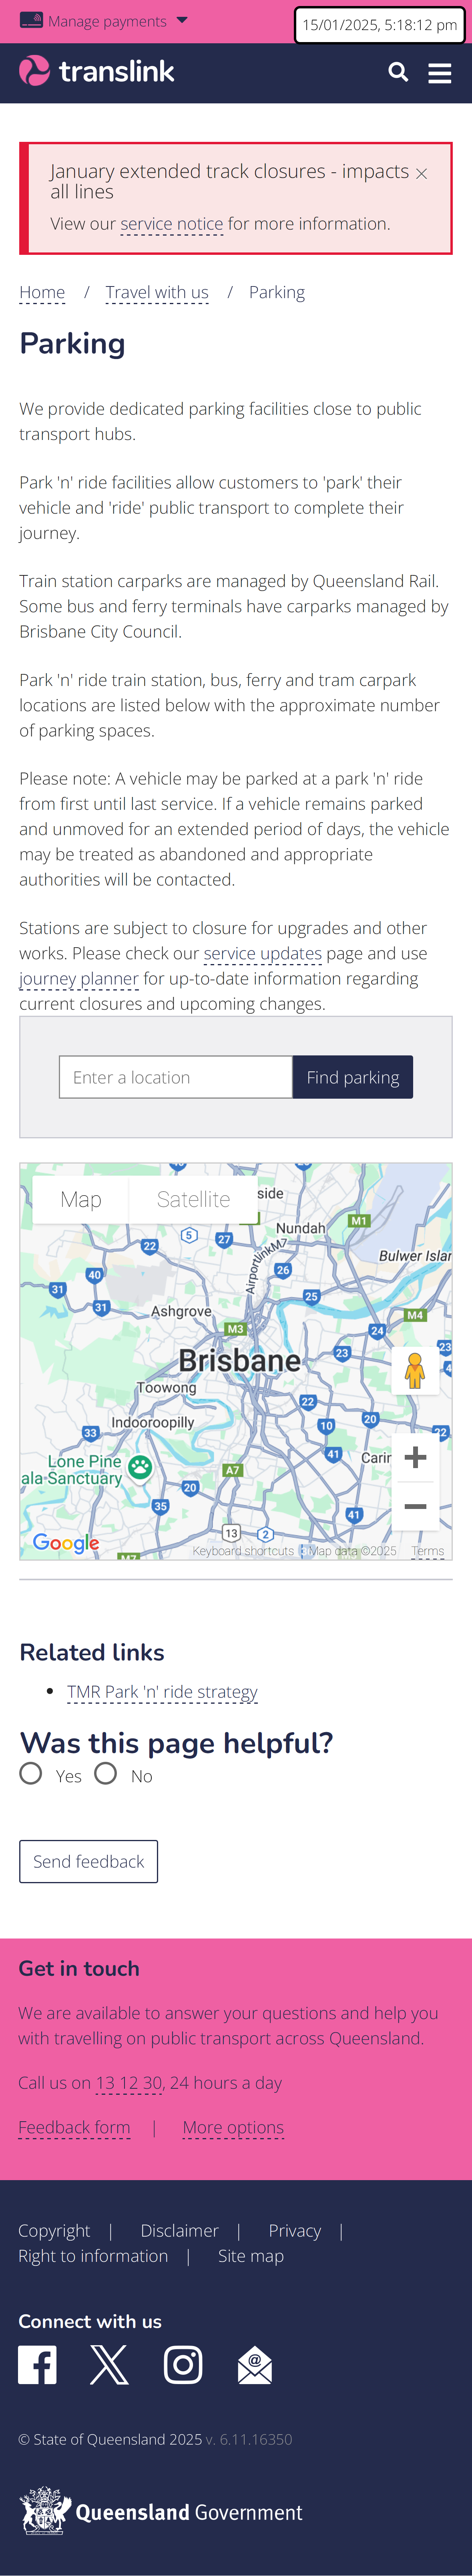 Manage payments
15/01/2025, 5:18:12 pm
translink
January extended track closures - impacts
all lines
View our service notice for more information.
Home / Travel with us / Parking
Parking
We provide dedicated parking facilities close to public
transport hubs.
Park 'n' ride facilities allow customers to 'park' their
vehicle and 'ride' public transport to complete their
journey.
Train station carparks are managed by Queensland Rail.
Some bus and ferry terminals have carparks managed by
Brisbane City Council.
Park 'n' ride train station, bus, ferry and tram carpark
locations are listed below with the approximate number
of parking spaces.
Please note: A vehicle may be parked at a park 'n' ride
from first until last service. If a vehicle remains parked
and unmoved for an extended period of days, the vehicle
may be treated as abandoned and appropriate
authorities will be contacted.
Stations are subject to closure for upgrades and other
works. Please check our service updates page and use
journey planner for up-to-date information regarding
current closures and upcoming changes.
Enter a location
Find parking
Map
Satellite
side
Nundah
M1
5
27
22
AirportlinkM7
Bulwer Islan
26
40
31
31
25
Ashgrove
M4
M3
24
23
23
4
Brisbane
Toowong
22
Indooroopilly
10
20
22
33
41
Carin
Lone Pine
ala Sanctuary
A7
20
35
41
13
2
M7
Google
Keyboard shortcuts
Map data ©2025
Terms
Related links
TMR Park 'n' ride strategy
Was this page helpful?
Yes
No
Send feedback
Get in touch
We are available to answer your questions and help you
with travelling on public transport across Queensland.
Call us on 13 12 30, 24 hours a day
Feedback form | More options
Copyright | Disclaimer | Privacy |
Right to information | Site map
Connect with us
© State of Queensland 2025 v. 6.11.16350
Queensland Government